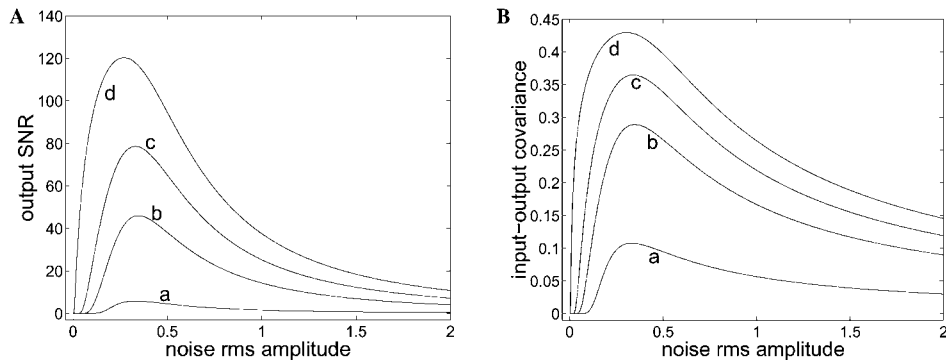 A
output SNR
140
120
100
80
60
40
20
0
d
c
b
a
0
0.5
1
1.5
2
noise rms amplitude
B
input-output covariance
0.45
0.4
0.35
0.3
0.25
0.2
0.15
0.1
0.05
0
d
c
b
a
0
0.5
1
1.5
2
noise rms amplitude